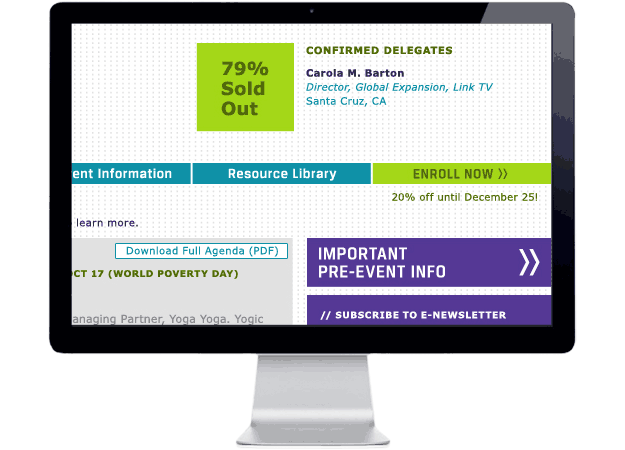 79%
Sold
Out
CONFIRMED DELEGATES
Carola M. Barton
Director, Global Expansion, Link TV
Santa Cruz, CA
ent Information
Resource Library
ENROLL NOW »
20% off until December 25!
learn more.
Download Full Agenda (PDF)
OCT 17 (WORLD POVERTY DAY)
anaging Partner, Yoga Yoga. Yogic
IMPORTANT
PRE-EVENT INFO »
// SUBSCRIBE TO E-NEWSLETTER